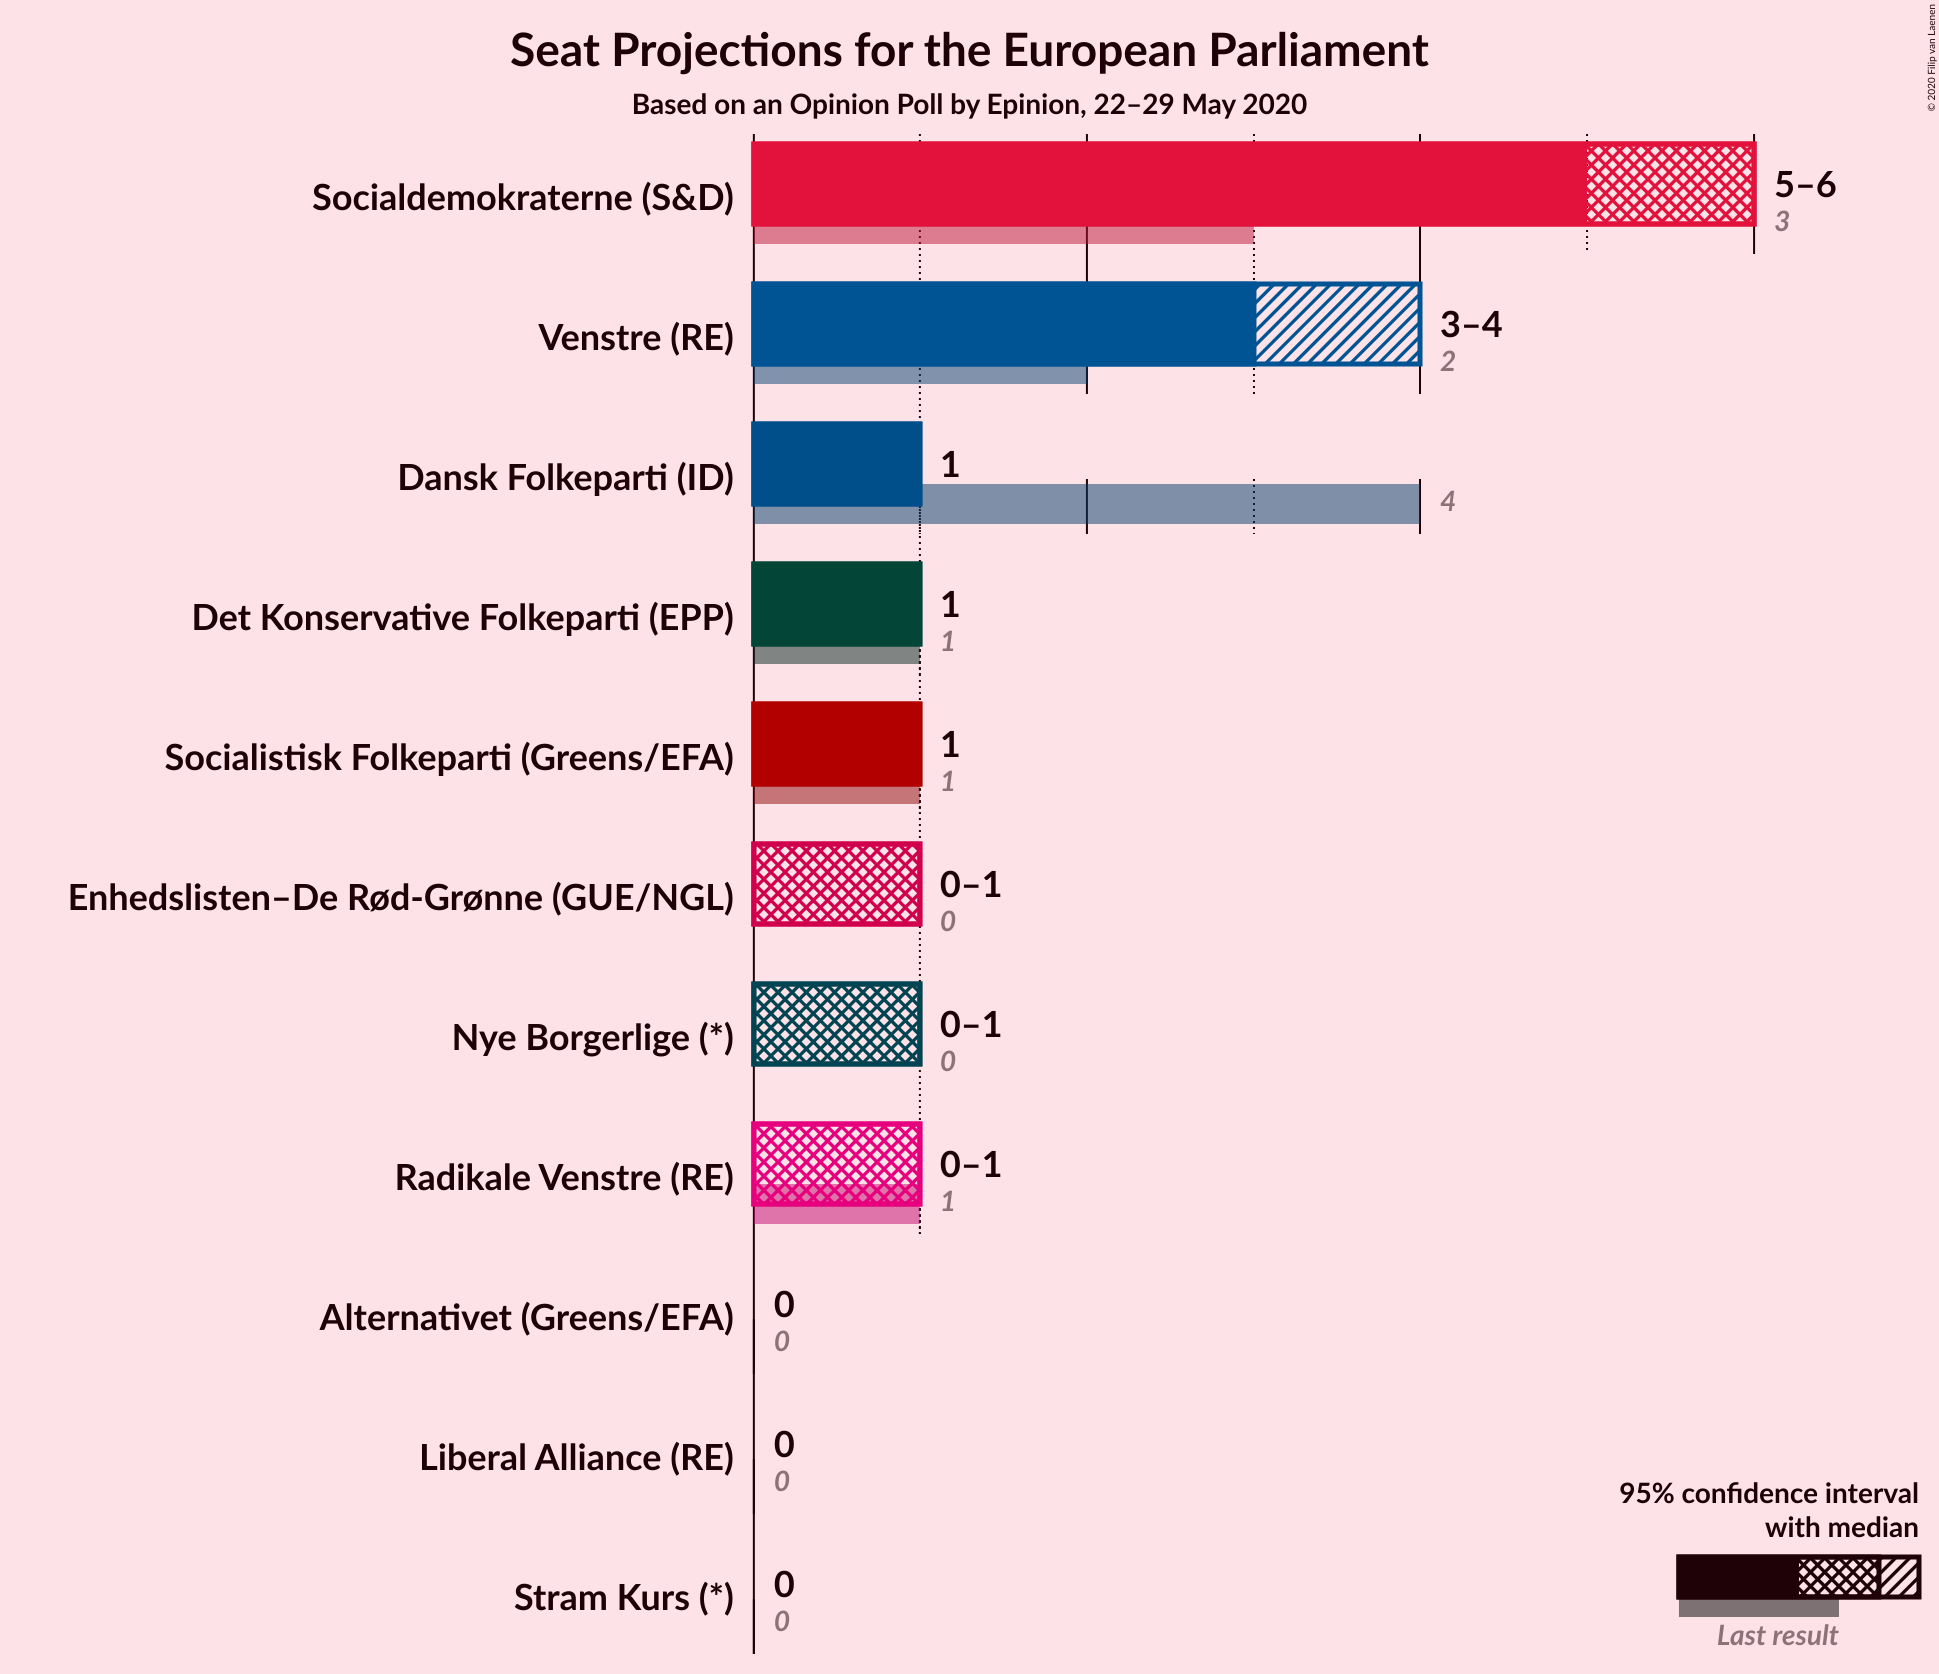 Seat Projections for the European Parliament
Based on an Opinion Poll by Epinion, 22–29 May 2020
© 2020 Filip van Laenen
Socialdemokraterne (S&D)
5–6
3
Venstre (RE)
3–4
2
Dansk Folkeparti (ID)
1
4
Det Konservative Folkeparti (EPP)
1
1
Socialistisk Folkeparti (Greens/EFA)
1
1
Enhedslisten–De Rød-Grønne (GUE/NGL)
0–1
0
Nye Borgerlige (*)
0–1
0
Radikale Venstre (RE)
0–1
1
Alternativet (Greens/EFA)
0
0
Liberal Alliance (RE)
0
0
Stram Kurs (*)
0
0
95% confidence interval
with median
Last result